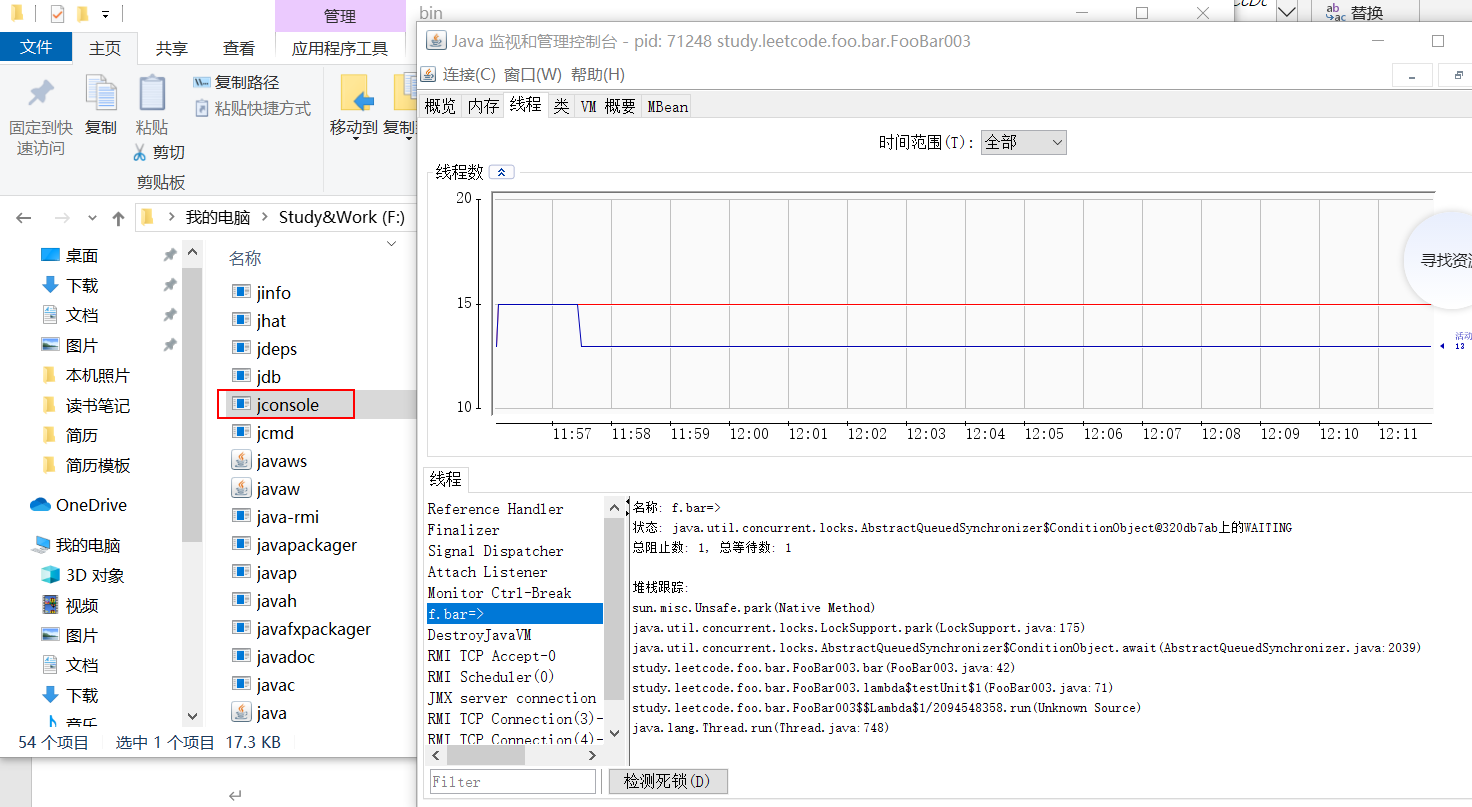 管理
bin
文件
主页
共享
查看
应用程序工具
固定到快
速访问
复制
粘贴
复制路径
粘贴快捷方式
剪切
移动到
复制
剪贴板
我的电脑
Study&Work (F:)
桌面
下载
文档
图片
本机照片
读书笔记
简历
简历模板
OneDrive
我的电脑
3D 对象
视频
图片
文档
下载
音乐
名称
jinfo
jhat
jdeps
jdb
jconsole
jcmd
javaws
javaw
java-rmi
javapackager
javap
javah
javafxpackager
javadoc
javac
java
54 个项目
选中 1 个项目
17.3 KB
替换
Java 监视和管理控制台 - pid: 71248 study.leetcode.foo.bar.FooBar003
连接(C) 窗口(W) 帮助(H)
概览 内存 线程 类 VM 概要 MBean
时间范围(T): 全部
线程数
20
15
10
11:57 11:58 11:59 12:00 12:01 12:02 12:03 12:04 12:05 12:06 12:07 12:08 12:09 12:10 12:11
寻找资
活动
13
线程
Reference Handler
Finalizer
Signal Dispatcher
Attach Listener
Monitor Ctrl-Break
f.bar=>
DestroyJavaVM
RMI TCP Accept-0
RMI Scheduler(0)
JMX server connection
RMI TCP Connection(3)-
RMI TCP Connection(4)-
Filter
检测死锁(D)
名称: f.bar=>
状态: java.util.concurrent.locks.AbstractQueuedSynchronizer$ConditionObject@320db7ab上的WAITING
总阻止数: 1, 总等待数: 1
堆栈跟踪:
sun.misc.Unsafe.park(Native Method)
java.util.concurrent.locks.LockSupport.park(LockSupport.java:175)
java.util.concurrent.locks.AbstractQueuedSynchronizer$ConditionObject.await(AbstractQueuedSynchronizer.java:2039)
study.leetcode.foo.bar.FooBar003.bar(FooBar003.java:42)
study.leetcode.foo.bar.FooBar003.lambda$testUnit$1(FooBar003.java:71)
study.leetcode.foo.bar.FooBar003$$Lambda$1/2094548358.run(Unknown Source)
java.lang.Thread.run(Thread.java:748)